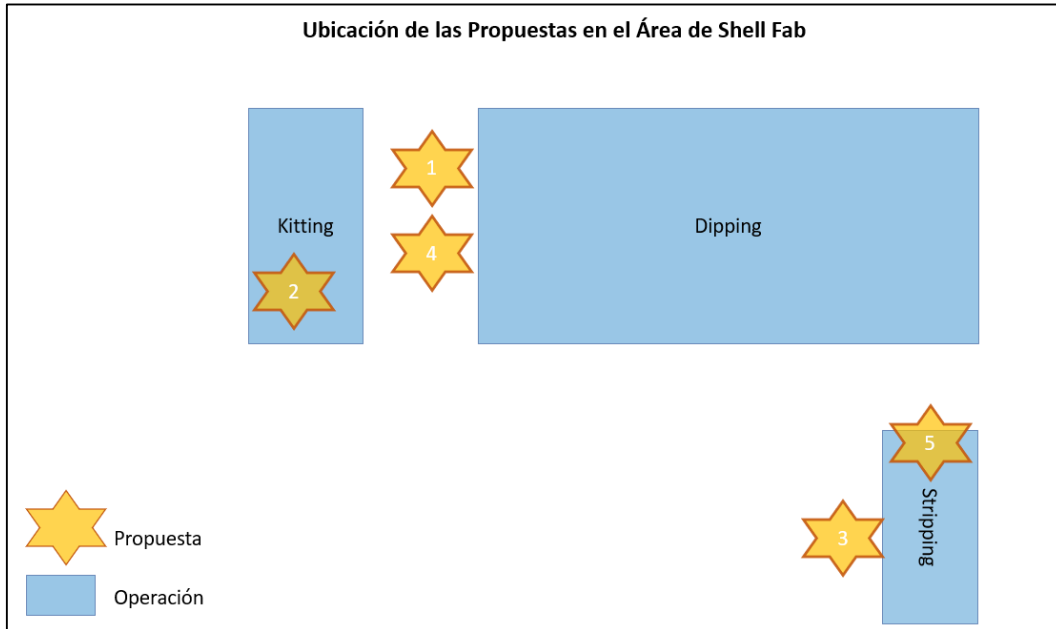 Ubicación de las Propuestas en el Área de Shell Fab
1
Kitting
Dipping
4
2
5
Stripping
3
Propuesta
Operación